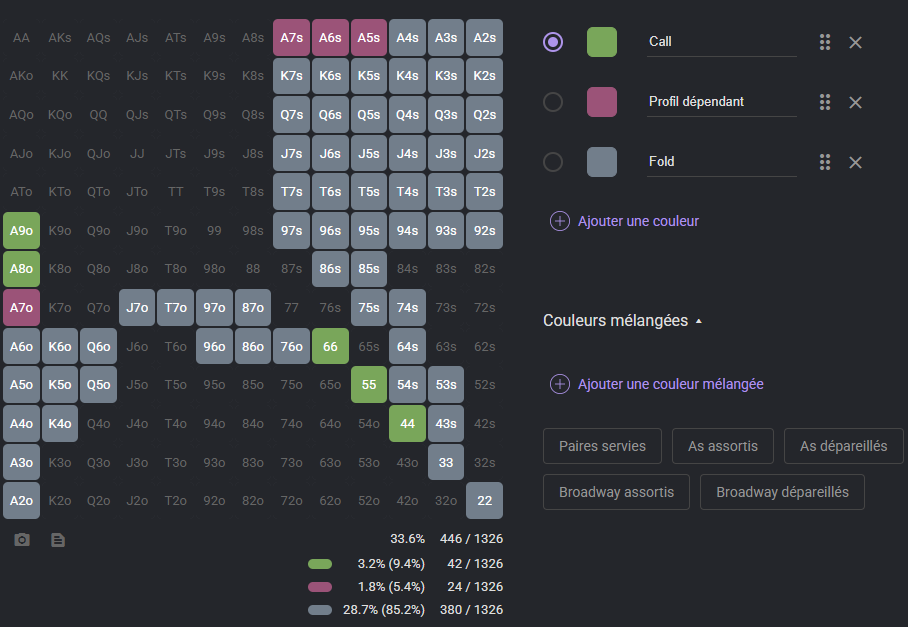 AA AKs AQs AJs ATs A9s A8s A7s A6s A5s A4s A3s A2s
AKo KK KQs KJs KTs K9s K8s K7s K6s K5s K4s K3s K2s
AQo KQo QQ QJs QTs Q9s Q8s Q7s Q6s Q5s Q4s Q3s Q2s
AJo KJo QJo JJ JTs J9s J8s J7s J6s J5s J4s J3s J2s
ATo KTo QTo JTo TT T9s T8s T7s T6s T5s T4s T3s T2s
A9o K9o Q9o J9o T9o 99 98s 97s 96s 95s 94s 93s 92s
A8o K8o Q8o J8o T8o 98o 88 87s 86s 85s 84s 83s 82s
A7o K7o Q7o J7o T7o 97o 87o 77 76s 75s 74s 73s 72s
A6o K6o Q6o J6o T6o 96o 86o 76o 66 65s 64s 63s 62s
A5o K5o Q5o J5o T5o 95o 85o 75o 65o 55 54s 53s 52s
A4o K4o Q4o J4o T4o 94o 84o 74o 64o 54o 44 43s 42s
A3o K3o Q3o J3o T3o 93o 83o 73o 63o 53o 43o 33 32s
A2o K2o Q2o J2o T2o 92o 82o 72o 62o 52o 42o 32o 22
33.6% 446 / 1326
3.2% (9.4%) 42 / 1326
1.8% (5.4%) 24 / 1326
28.7% (85.2%) 380 / 1326
Call
Profil dépendant
Fold
Ajouter une couleur
Couleurs mélangées
Ajouter une couleur mélangée
Paires servies As assortis As dépareillés
Broadway assortis Broadway dépareillés